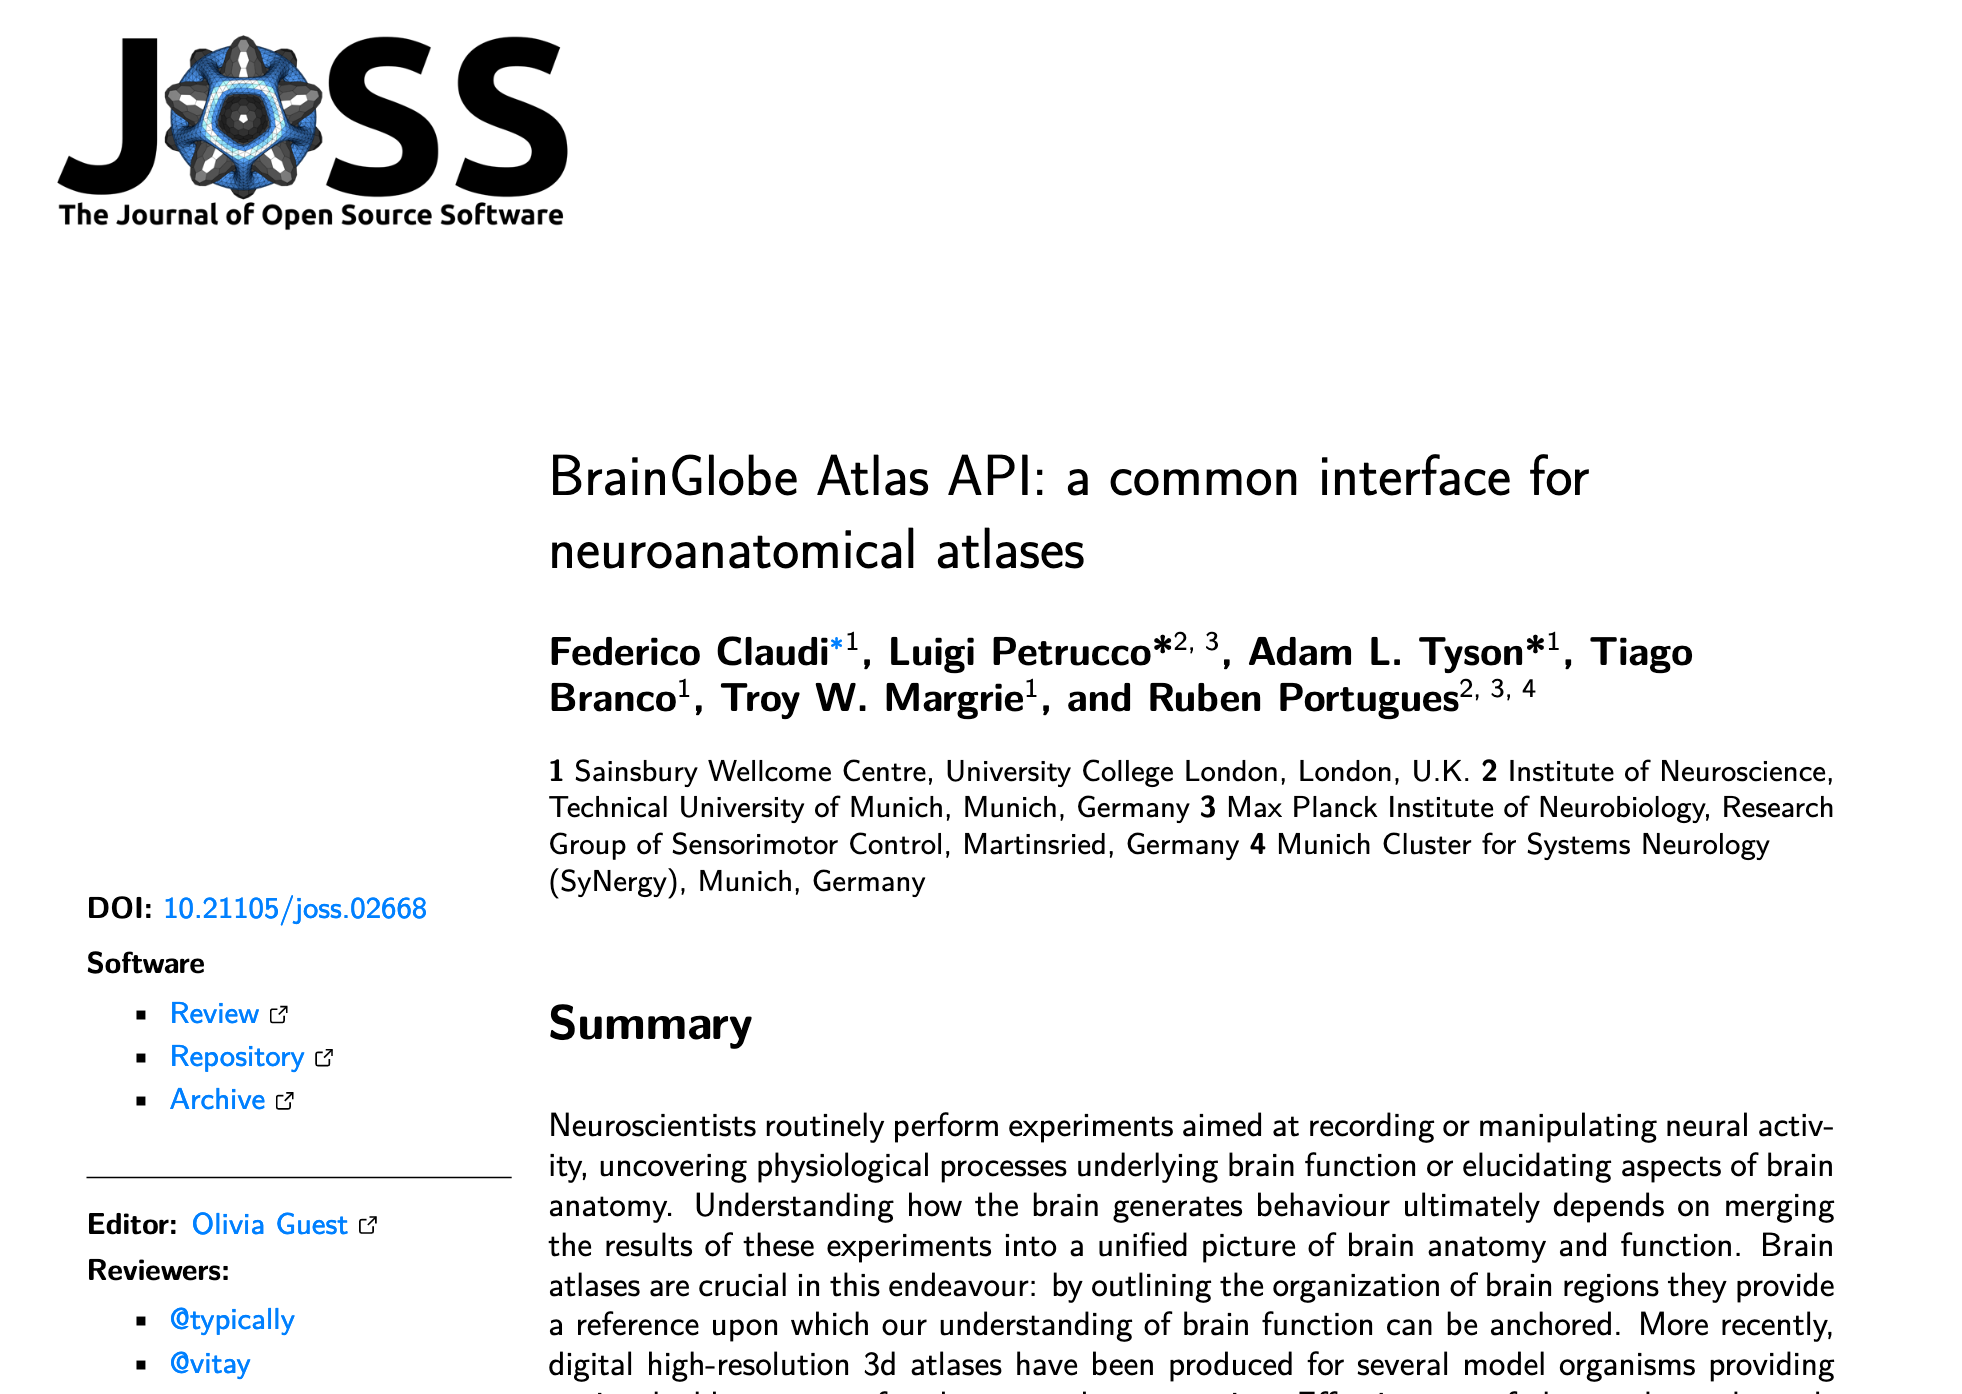 JOSS
The Journal of Open Source Software
BrainGlobe Atlas API: a common interface for
neuroanatomical atlases
Federico Claudi*1, Luigi Petrucco*2, 3, Adam L. Tyson*1, Tiago
Branco1, Troy W. Margrie1, and Ruben Portugues2, 3, 4
1 Sainsbury Wellcome Centre, University College London, London, U.K. 2 Institute of Neuroscience,
Technical University of Munich, Munich, Germany 3 Max Planck Institute of Neurobiology, Research
Group of Sensorimotor Control, Martinsried, Germany 4 Munich Cluster for Systems Neurology
(SyNergy), Munich, Germany
DOI: 10.21105/joss.02668
Software
▪ Review
▪ Repository
▪ Archive
Editor: Olivia Guest
Reviewers:
▪ @typically
▪ @vitay
Summary
Neuroscientists routinely perform experiments aimed at recording or manipulating neural activ-
ity, uncovering physiological processes underlying brain function or elucidating aspects of brain
anatomy. Understanding how the brain generates behaviour ultimately depends on merging
the results of these experiments into a unified picture of brain anatomy and function. Brain
atlases are crucial in this endeavour: by outlining the organization of brain regions they provide
a reference upon which our understanding of brain function can be anchored. More recently,
digital high-resolution 3d atlases have been produced for several model organisms providing